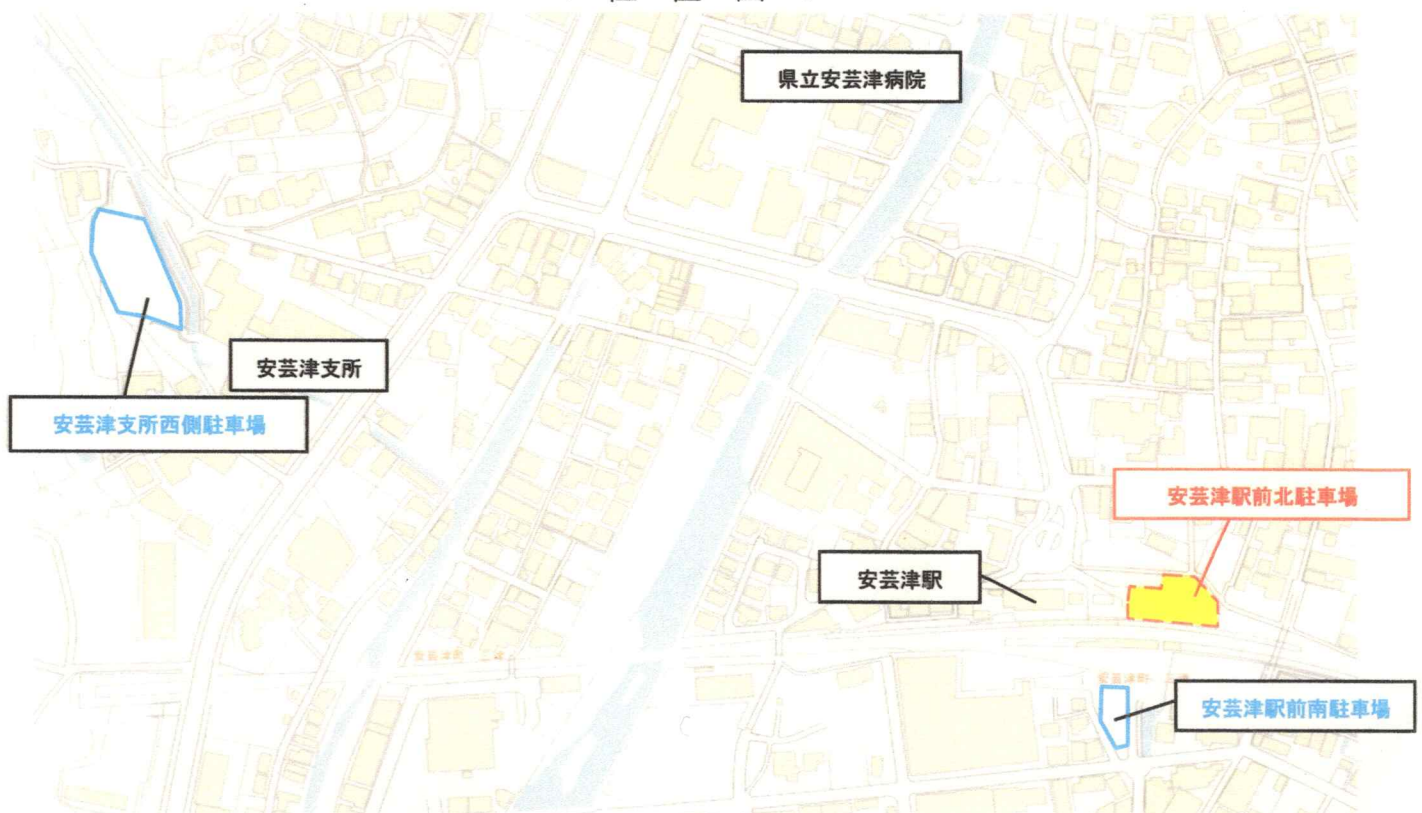 県立安芸津病院
安芸津支所
安芸津支所西側駐車場
安芸津駅前北駐車場
安芸津駅
安芸津駅前南駐車場